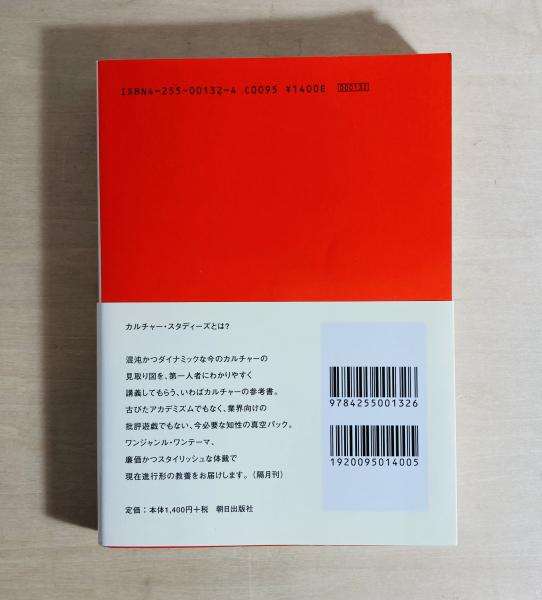 ISBN4-255-00132-4 C0095 ¥1400E 000132
カルチャー・スタディーズとは?
混沌かつダイナミックな今のカルチャーの
見取り図を、第一人者にわかりやすく
講義してもらう、いわばカルチャーの参考書。
古びたアカデミズムでもなく、業界向けの
批評遊戯でもない、今必要な知性の真空パック。
ワンジャンル・ワンテーマ、
廉価かつスタイリッシュな体裁で
現在進行形の教養をお届けします。(隔月刊)
定価:本体1,400円+税 朝日出版社
9784255001326
1920095014005